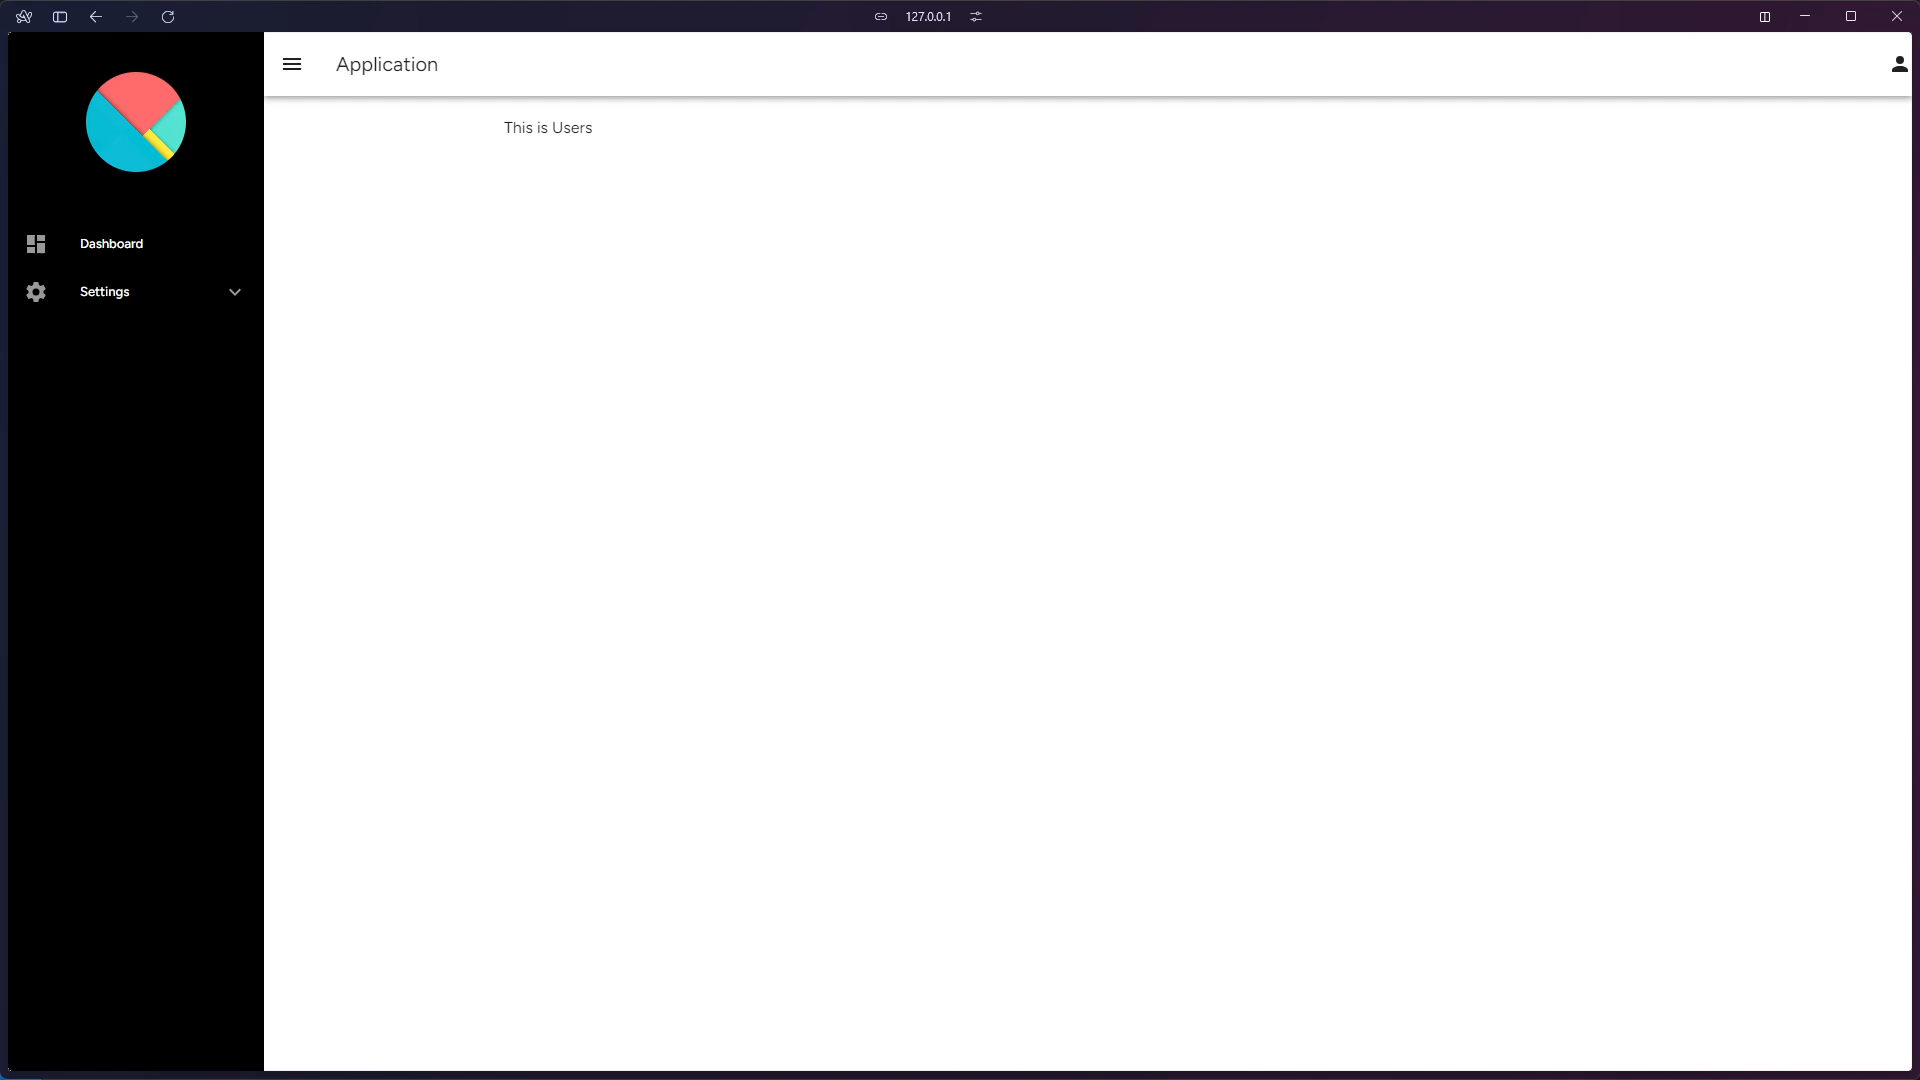 127.0.0.1
Application
This is Users
Dashboard
Settings